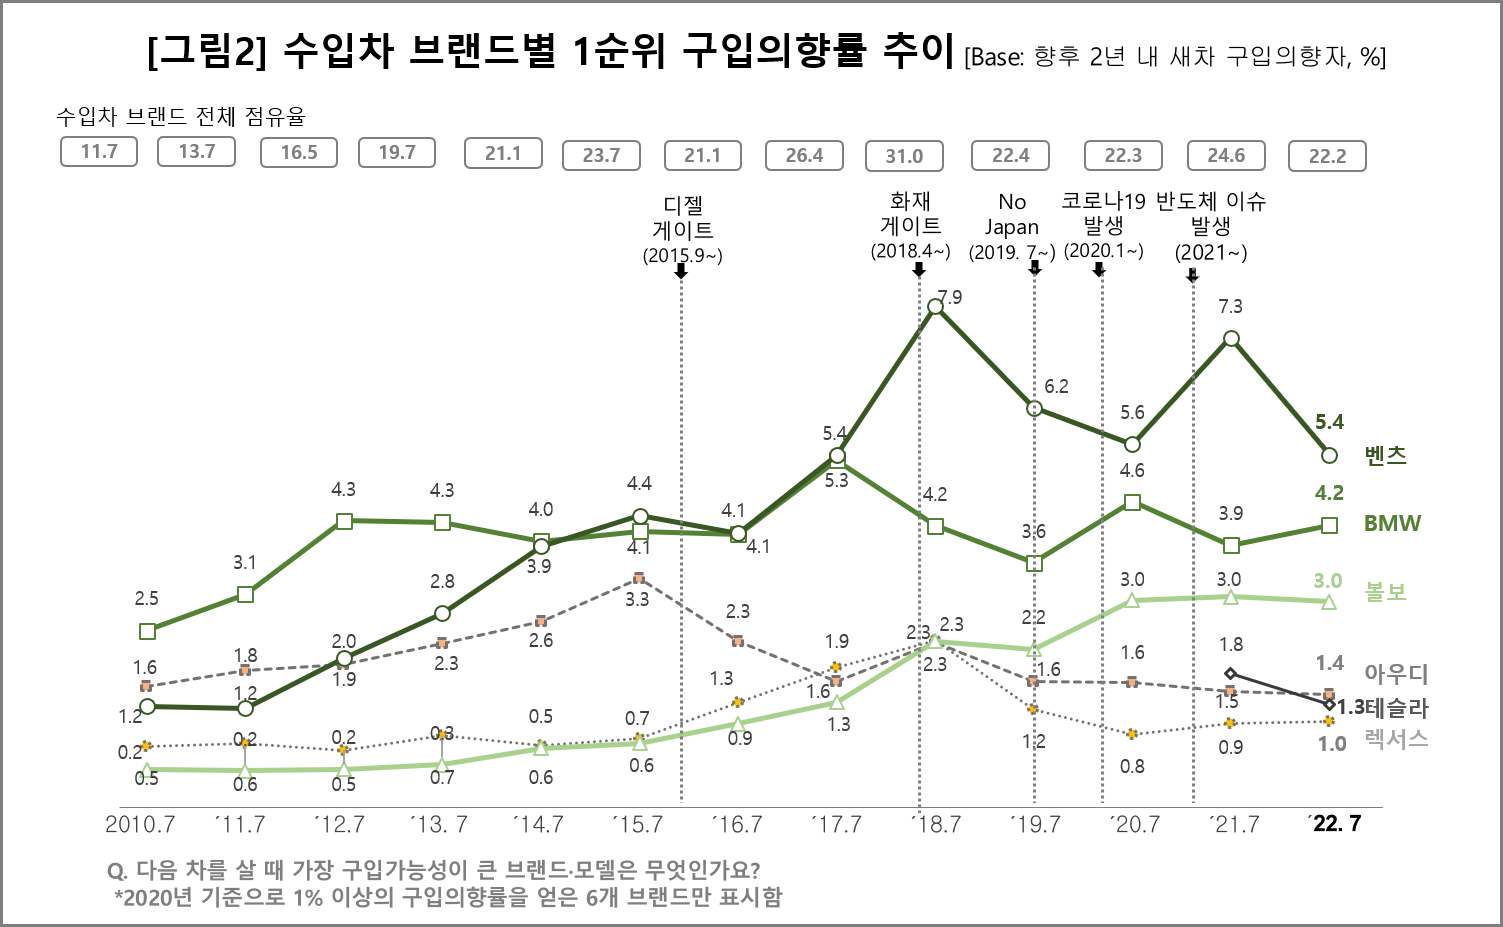 [그림2] 수입차 브랜드별 1순위 구입의향률 추이 [Base: 향후 2년 내 새차 구입의향자, %]
수입차 브랜드 전체 점유율
11.7 13.7 16.5 19.7 21.1 23.7 21.1 26.4 31.0 22.4 22.3 24.6 22.2
디젤
게이트
(2015.9~)
화재
게이트
(2018.4~)
No
Japan
(2019. 7~)
코로나19
발생
(2020.1~)
반도체 이슈
발생
(2021~)
1.2 1.2 2.0 2.8 3.9 4.4 4.1 5.4 7.9 6.2 5.6 7.3 5.4 벤츠
2.5 3.1 4.3 4.3 4.0 4.1 4.1 5.3 4.2 3.6 4.6 3.9 4.2 BMW
0.2 0.2 0.2 0.3 0.6 0.6 0.9 1.3 2.3 2.2 3.0 3.0 3.0 볼보
1.6 1.8 1.9 2.3 2.6 3.3 2.3 1.6 2.3 1.6 1.6 1.5 1.4 아우디
1.8 1.3 테슬라
0.5 0.6 0.5 0.7 0.5 0.7 1.3 1.9 2.3 1.2 0.8 0.9 1.0 렉서스
2010.7 ´11.7 ´12.7 ´13. 7 ´14.7 ´15.7 ´16.7 ´17.7 ´18.7 ´19.7 ´20.7 ´21.7 ´22. 7
Q. 다음 차를 살 때 가장 구입가능성이 큰 브랜드·모델은 무엇인가요?
*2020년 기준으로 1% 이상의 구입의향률을 얻은 6개 브랜드만 표시함